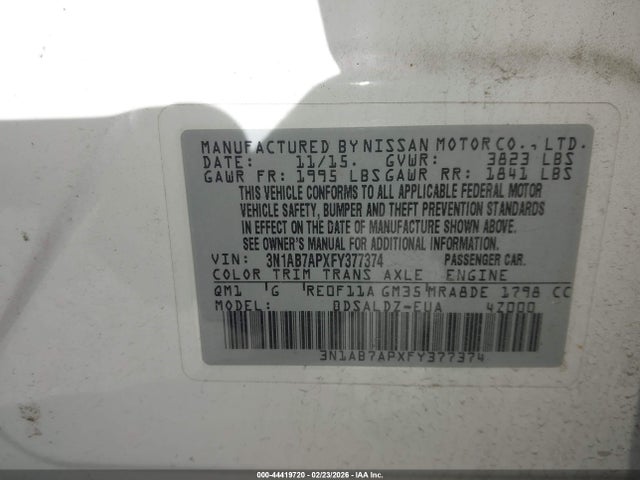 MANUFACTURED BY NISSAN MOTOR CO., LTD.
DATE: 11/15. GVWR: 3823 LBS
GAWR FR: 1995 LBS GAWR RR: 1841 LBS
THIS VEHICLE CONFORMS TO ALL APPLICABLE FEDERAL MOTOR
VEHICLE SAFETY, BUMPER AND THEFT PREVENTION STANDARDS
IN EFFECT ON THE DATE OF MANUFACTURE SHOWN ABOVE.
SEE OWNER'S MANUAL FOR ADDITIONAL INFORMATION.
VIN: 3N1AB7APXFY377374 PASSENGER CAR.
COLOR TRIM TRANS AXLE ENGINE
QM1 G RE0F11A GM35 MRA8DE 1798 CC
MODEL: BDSALDZ-EUA 4Z000
3N1AB7APXFY377374
000-44419720 - 02/23/2026 - IAA Inc.